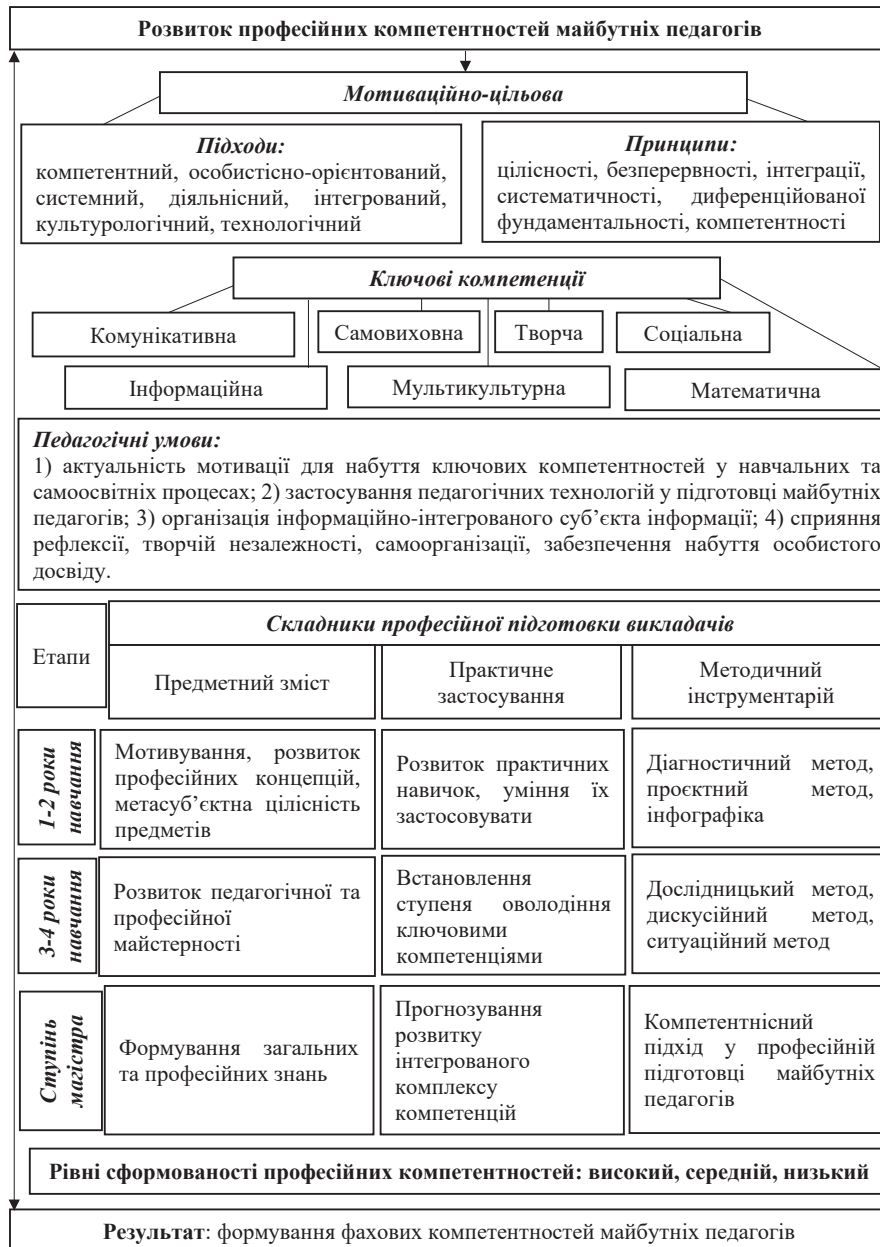 Розвиток професійних компетентностей майбутніх педагогів
Мотиваційно-цільова
Підходи:
компетентний, особистісно-орієнтований,
системний, діяльнісний, інтегрований,
культурологічний, технологічний
Принципи:
цілісності, безперервності, інтеграції,
систематичності, диференційованої
фундаментальності, компетентності
Ключові компетенції
Комунікативна
Самовиховна
Творча
Соціальна
Інформаційна
Мультикультурна
Математична
Педагогічні умови:
1) актуальність мотивації для набуття ключових компетентностей у навчальних та
самоосвітніх процесах; 2) застосування педагогічних технологій у підготовці майбутніх
педагогів; 3) організація інформаційно-інтегрованого суб’єкта інформації; 4) сприяння
рефлексії, творчій незалежності, самоорганізації, забезпечення набуття особистого
досвіду.
Етапи
Складники професійної підготовки викладачів
Предметний зміст
Практичне
застосування
Методичний
інструментарій
1-2 роки
навчання
Мотивування, розвиток
професійних концепцій,
метасуб’єктна цілісність
предметів
Розвиток практичних
навичок, уміння їх
застосовувати
Діагностичний метод,
проєктний метод,
інфографіка
3-4 роки
навчання
Розвиток педагогічної та
професійної
майстерності
Встановлення
ступеня оволодіння
ключовими
компетенціями
Дослідницький метод,
дискусійний метод,
ситуаційний метод
Ступінь
магістра
Формування загальних
та професійних знань
Прогнозування
розвитку
інтегрованого
комплексу
компетенцій
Компетентнісний
підхід у професійній
підготовці майбутніх
педагогів
Рівні сформованості професійних компетентностей: високий, середній, низький
Результат: формування фахових компетентностей майбутніх педагогів